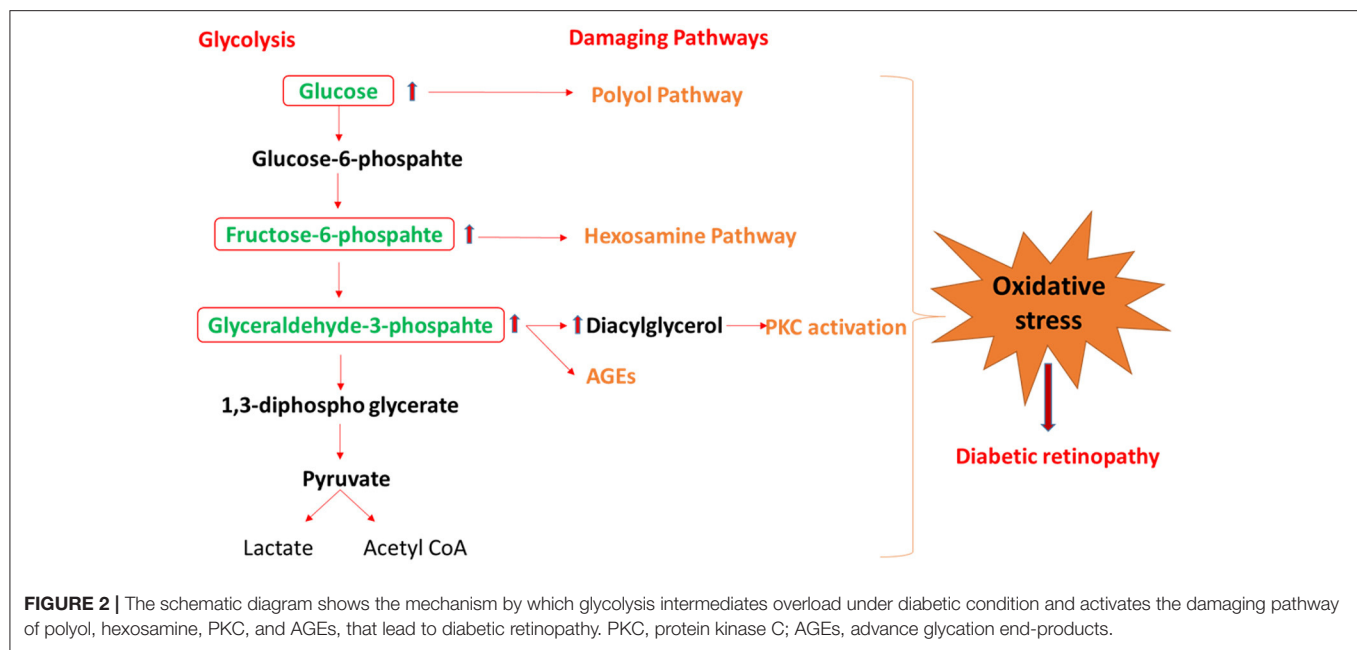 Glycolysis
Damaging Pathways
Glucose
Polyol Pathway
Glucose-6-phospahte
Fructose-6-phospahte
Hexosamine Pathway
Glyceraldehyde-3-phospahte
Diacylglycerol
PKC activation
AGEs
1,3-diphospho glycerate
Pyruvate
Lactate
Acetyl CoA
Oxidative
stress
Diabetic retinopathy
FIGURE 2 | The schematic diagram shows the mechanism by which glycolysis intermediates overload under diabetic condition and activates the damaging pathway
of polyol, hexosamine, PKC, and AGEs, that lead to diabetic retinopathy. PKC, protein kinase C; AGEs, advance glycation end-products.